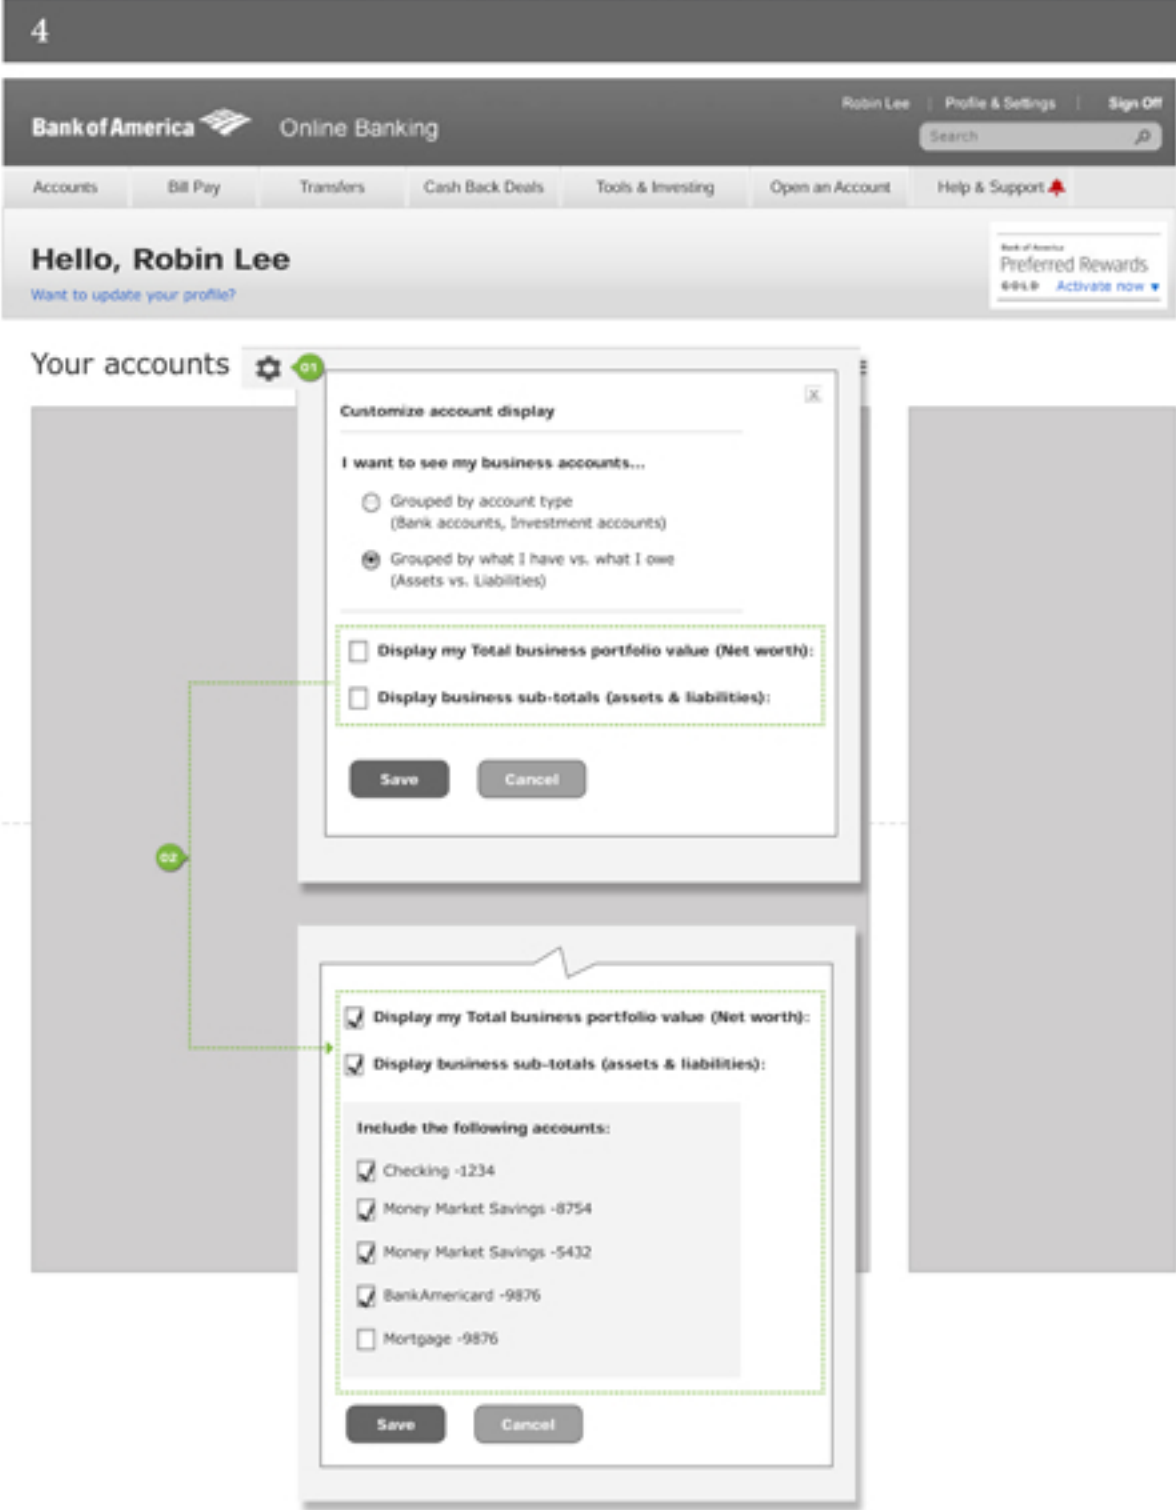 4
Robin Lee | Profile & Settings | Sign Off
Bank of America Online Banking
Search
Accounts Bill Pay Transfers Cash Back Deals Tools & Investing Open an Account Help & Support
Hello, Robin Lee
Want to update your profile?
Bank of America
Preferred Rewards
GOLD Activate now
Your accounts
01
X
Customize account display
I want to see my business accounts...
Grouped by account type
(Bank accounts, Investment accounts)
Grouped by what I have vs. what I owe
(Assets vs. Liabilities)
Display my Total business portfolio value (Net worth):
Display business sub-totals (assets & liabilities):
Save Cancel
02
Display my Total business portfolio value (Net worth):
Display business sub-totals (assets & liabilities):
Include the following accounts:
Checking -1234
Money Market Savings -8754
Money Market Savings -5432
BankAmericard -9876
Mortgage -9876
Save Cancel